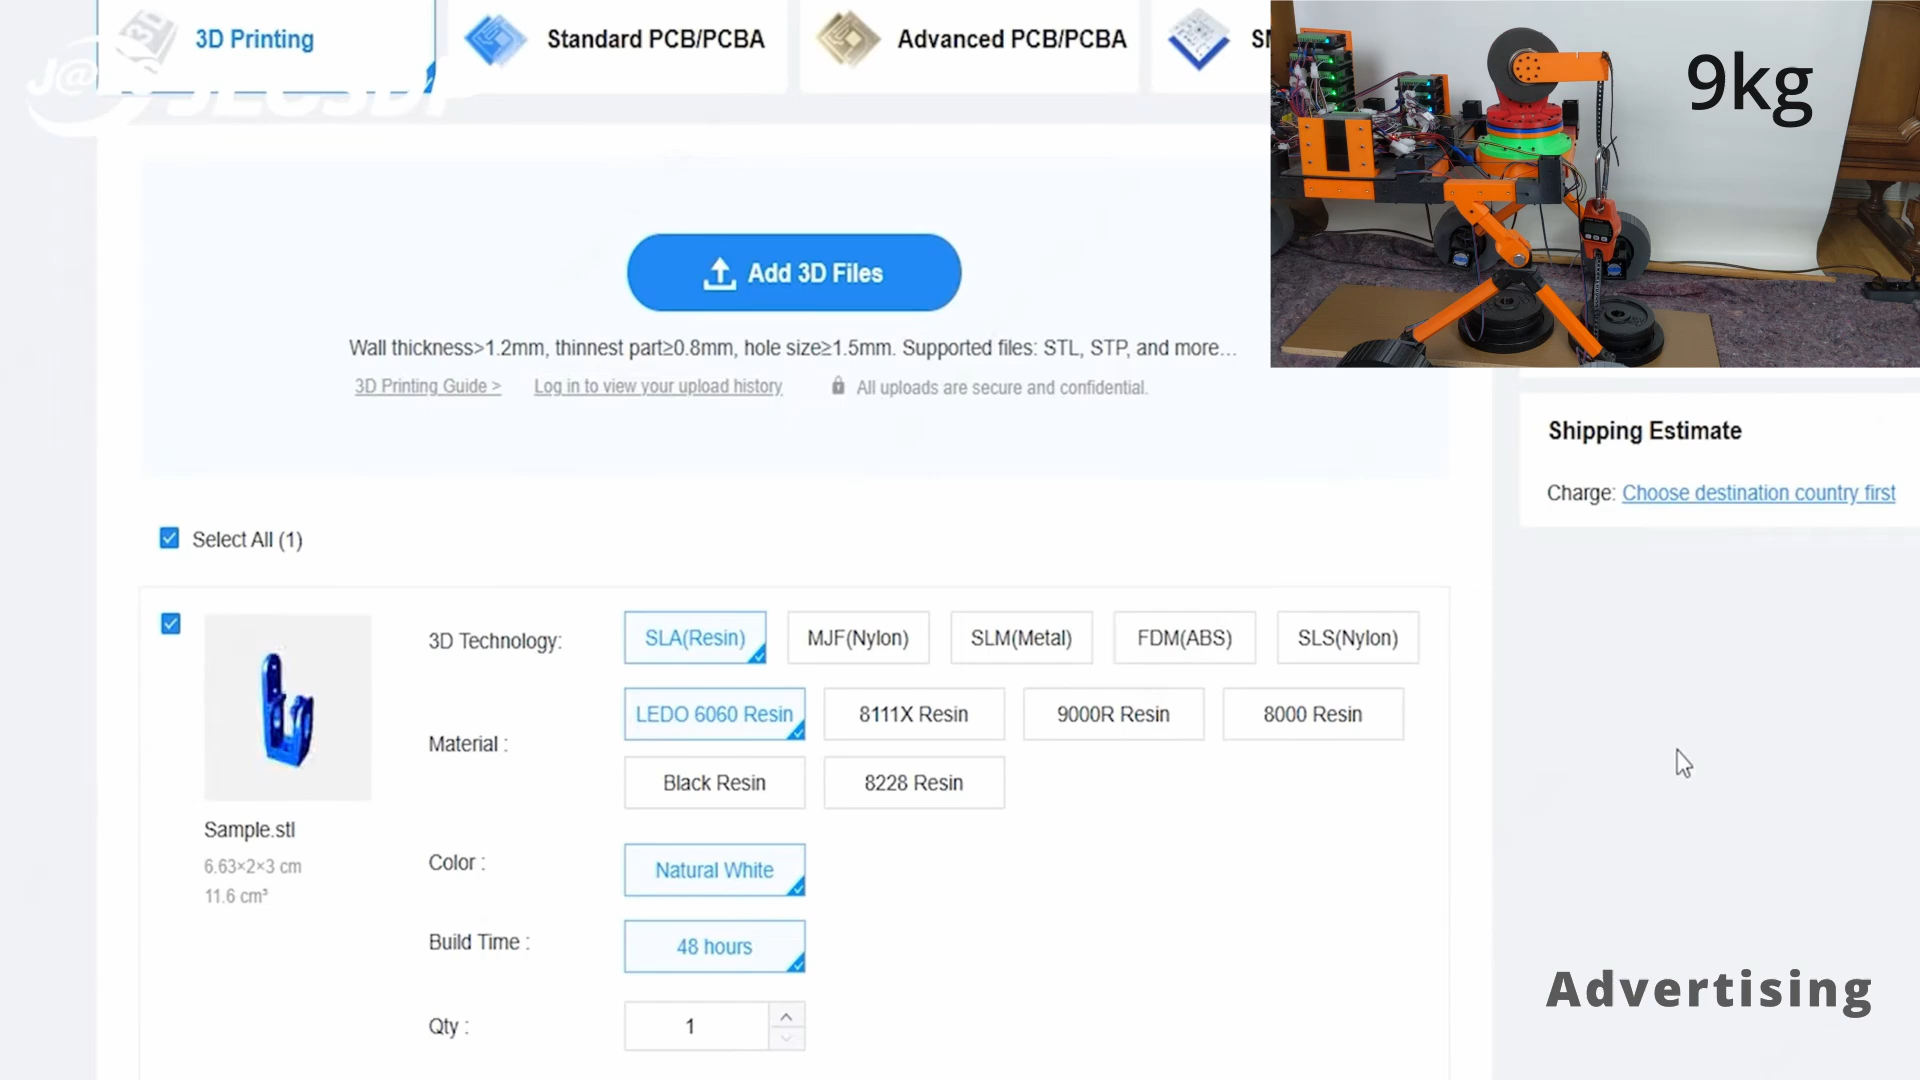 3D Printing
Standard PCB/PCBA
Advanced PCB/PCBA
9kg
Add 3D Files
Wall thickness>1.2mm, thinnest part≥0.8mm, hole size≥1.5mm. Supported files: STL, STP, and more...
3D Printing Guide >
Log in to view your upload history
All uploads are secure and confidential.
Shipping Estimate
Charge: Choose destination country first
Select All (1)
3D Technology:
SLA(Resin)
MJF(Nylon)
SLM(Metal)
FDM(ABS)
SLS(Nylon)
Material :
LEDO 6060 Resin
8111X Resin
9000R Resin
8000 Resin
Black Resin
8228 Resin
Sample.stl
6.63×2×3 cm
11.6 cm³
Color :
Natural White
Build Time :
48 hours
Qty :
1
Advertising